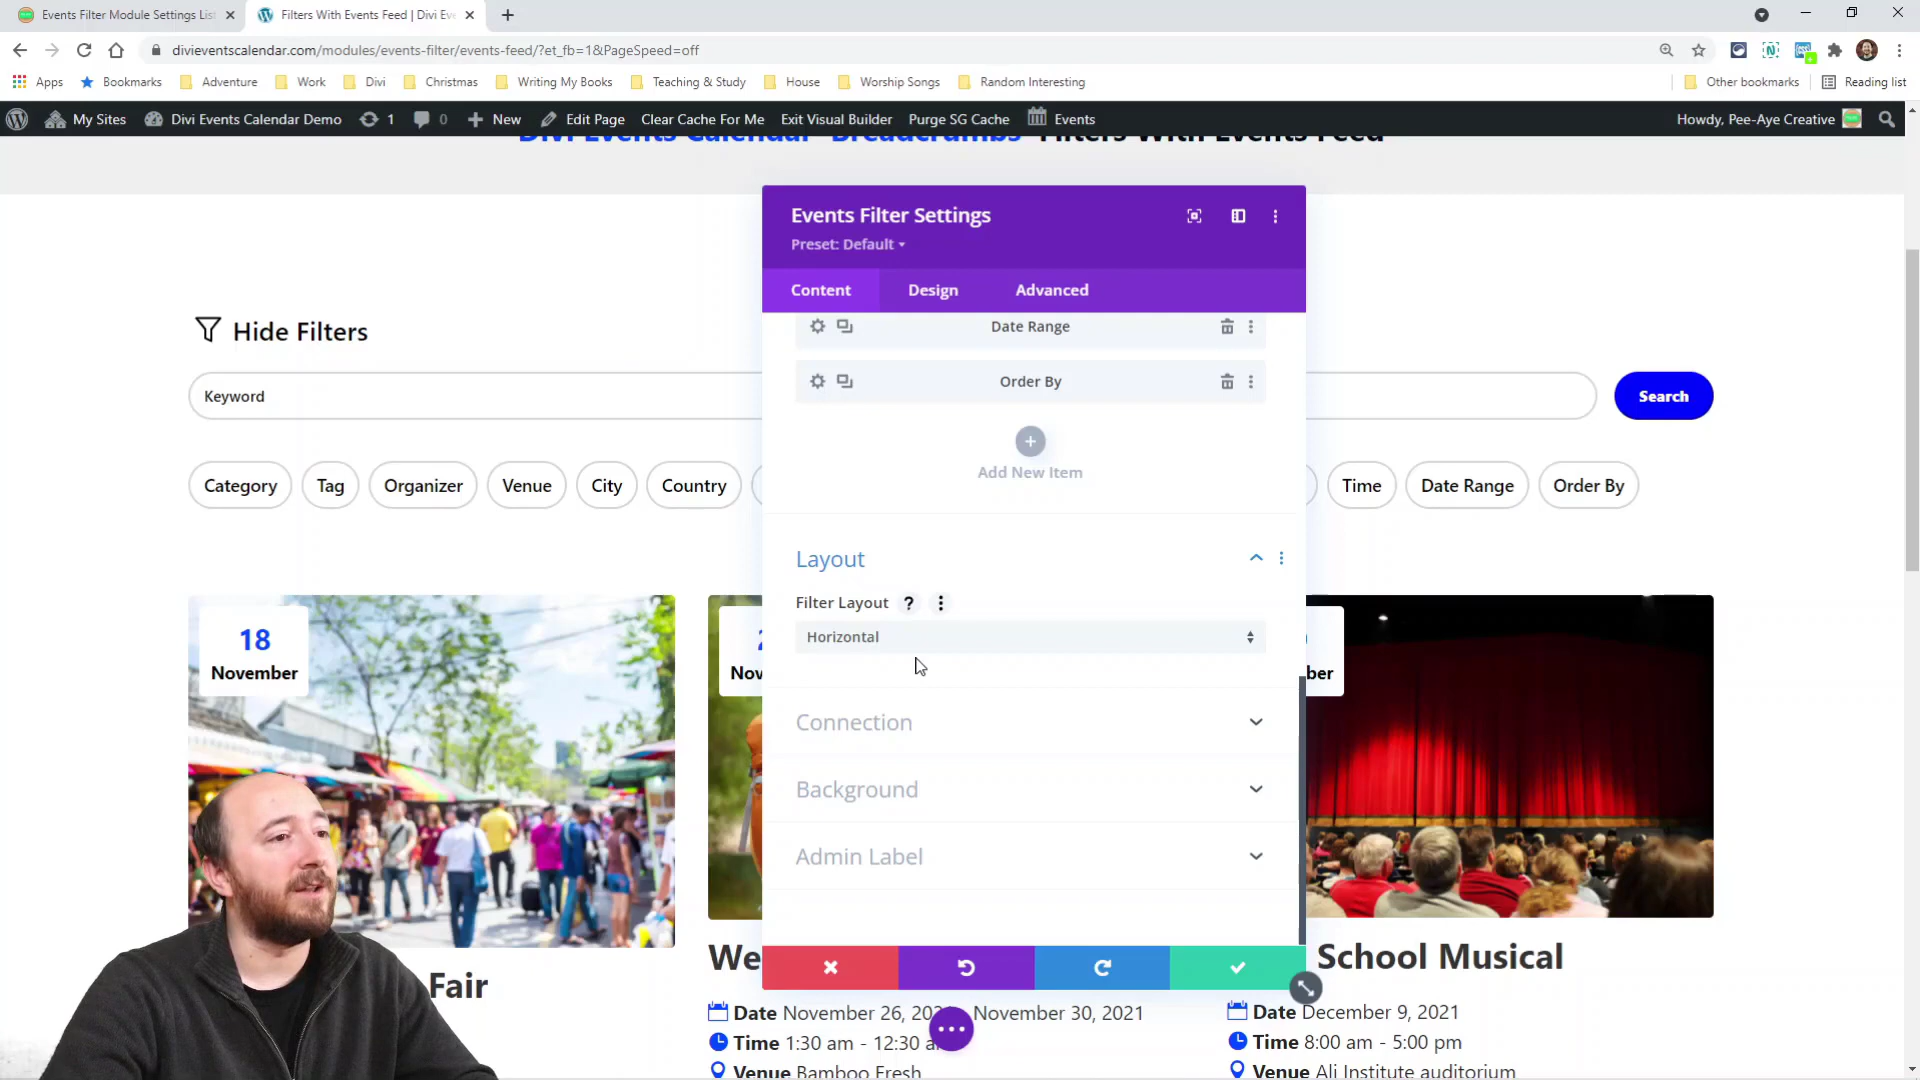 Events Filter Module Settings List
Filters With Events Feed | Divi Eve
divieventscalendar.com/modules/events-filter/events-feed/?et_fb=1&PageSpeed=off
Apps Bookmarks Adventure Work Divi Christmas Writing My Books Teaching & Study House Worship Songs Random Interesting Other bookmarks Reading list
My Sites Divi Events Calendar Demo 1 0 New Edit Page Clear Cache For Me Exit Visual Builder Purge SG Cache Events Howdy, Pee-Aye Creative
Divi Events Calendar Breadcrumbs Filters With Events Feed
Events Filter Settings
Preset: Default
Content Design Advanced
Date Range
Order By
Add New Item
Layout
Filter Layout ?
Horizontal
Connection
Background
Admin Label
Hide Filters
Keyword
Search
Category Tag Organizer Venue City Country Time Date Range Order By
18
November
2
Nov
ber
Fair
We
School Musical
Date November 26, 202 November 30, 2021
Time 1:30 am - 12:30 a
Venue Bamboo Fresh
Date December 9, 2021
Time 8:00 am - 5:00 pm
Venue Ali Institute auditorium